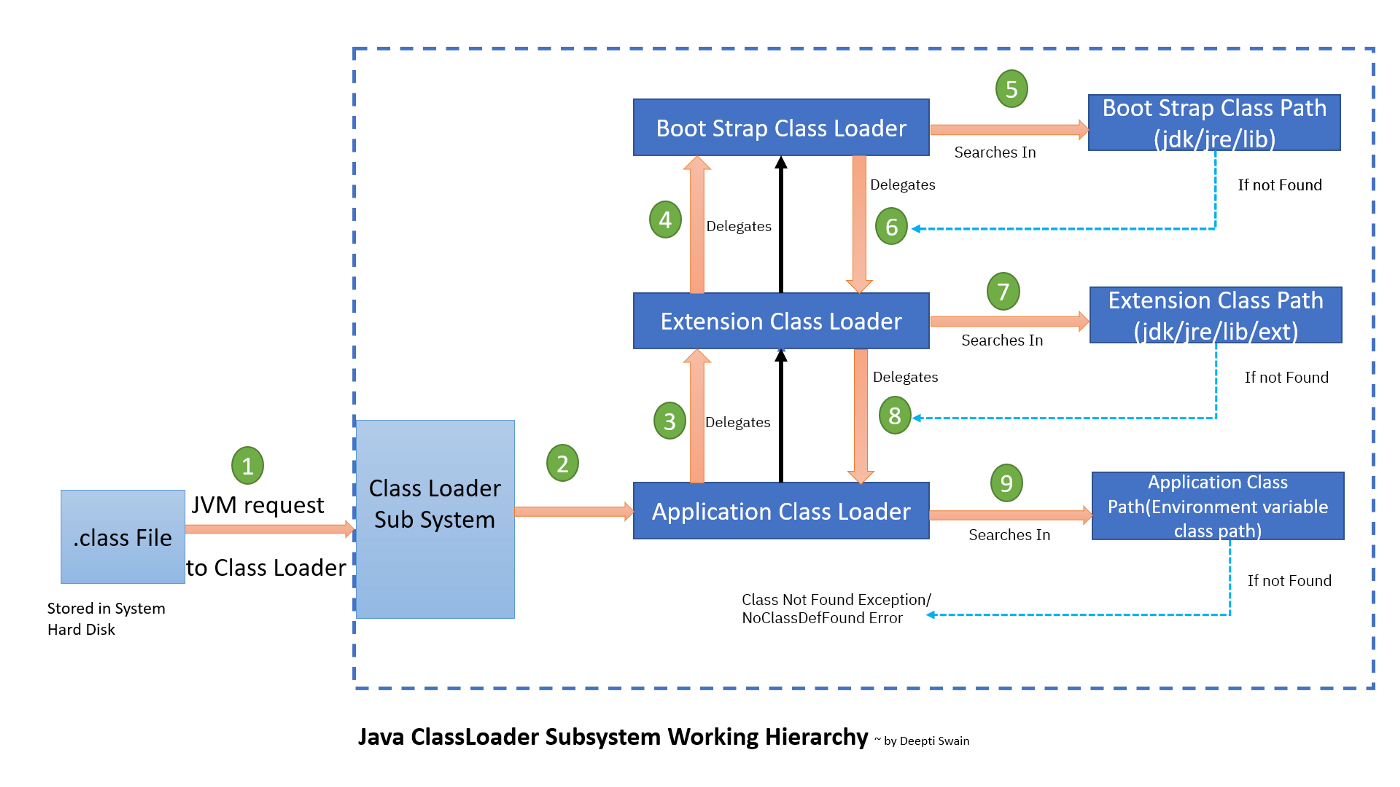 5
Boot Strap Class Loader
Boot Strap Class Path
(jdk/jre/lib)
Searches In
Delegates
If not Found
4
Delegates
6
7
Extension Class Loader
Extension Class Path
(jdk/jre/lib/ext)
Searches In
Delegates
If not Found
3
Delegates
8
1
JVM request
to Class Loader
.class File
Stored in System
Hard Disk
Class Loader
Sub System
2
Application Class Loader
9
Searches In
Application Class
Path(Environment variable
class path)
If not Found
Class Not Found Exception/
NoClassDefFound Error
Java ClassLoader Subsystem Working Hierarchy ~ by Deepti Swain